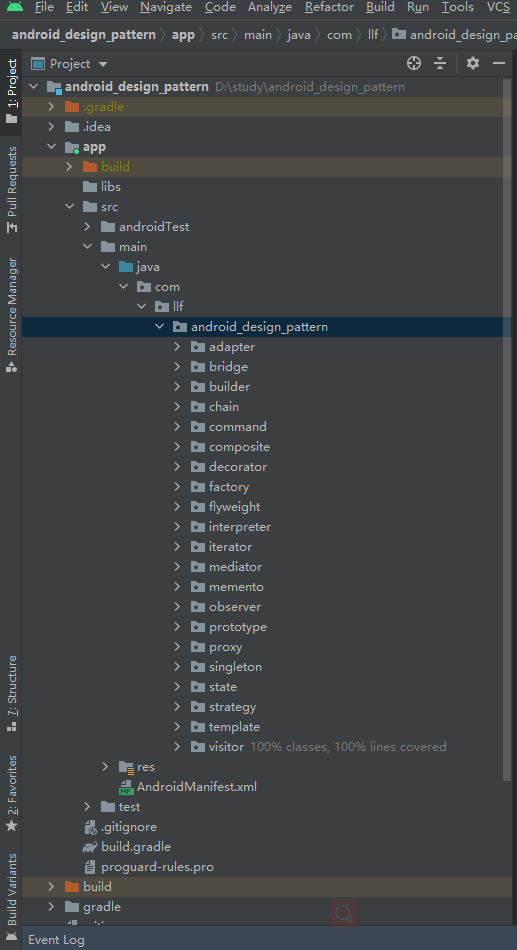 File Edit View Navigate Code Analyze Refactor Build Run Tools VCS
android_design_pattern app src main java com llf
Project
android_design_pattern D:\study\android_design_pattern
.gradle
.idea
app
build
libs
src
androidTest
main
java
com
llf
android_design_pattern
adapter
bridge
builder
chain
command
composite
decorator
factory
flyweight
interpreter
iterator
mediator
memento
observer
prototype
proxy
singleton
state
strategy
template
visitor 100% classes, 100% lines covered
res
AndroidManifest.xml
test
.gitignore
build.gradle
proguard-rules.pro
build
gradle
1: Project
Pull Requests
Resource Manager
7: Structure
2: Favorites
Build Variants
Event Log